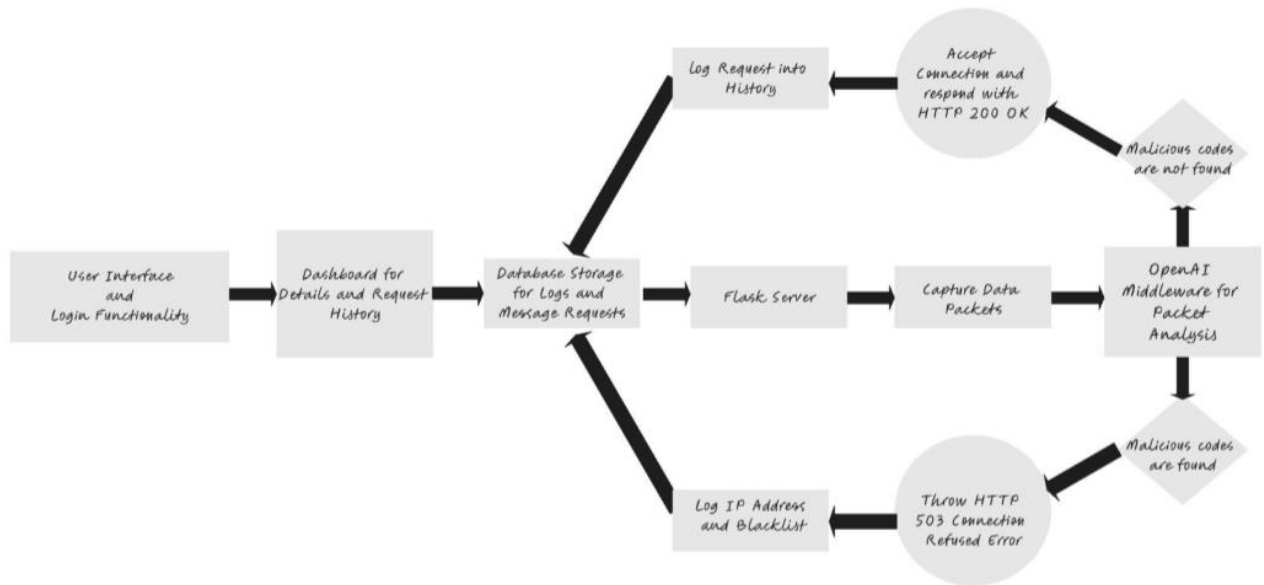 User Interface
and
Login Functionality
Dashboard for
Details and Request
History
Database Storage
for Logs and
Message Requests
Flask Server
Capture Data
Packets
OpenAI
Middleware for
Packet
Analysis
Malicious codes
are not found
Accept
Connection and
respond with
HTTP 200 OK
Log Request into
History
Malicious codes
are found
Throw HTTP
503 Connection
Refused Error
Log IP Address
and Blacklist